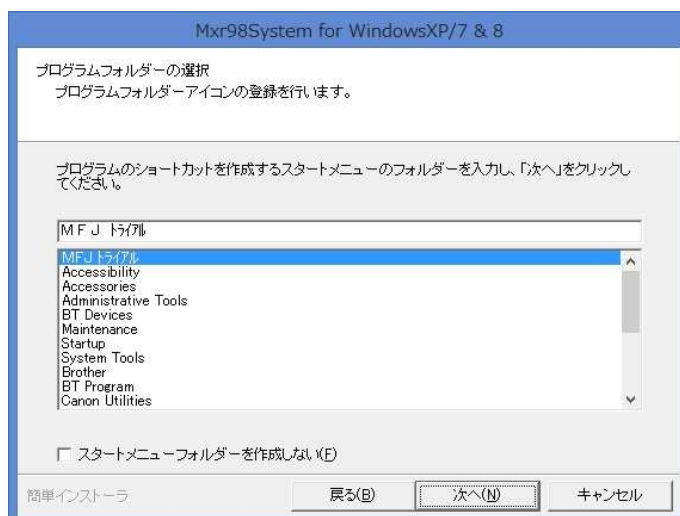 Mxr98System for WindowsXP/7 & 8
プログラムフォルダーの選択
プログラムフォルダーアイコンの登録を行います。
プログラムのショートカットを作成するスタートメニューのフォルダーを入力し、「次へ」をクリックし
てください。
ＭＦＪ ﾄﾗｲｱﾙ
MFJ ﾄﾗｲｱﾙ
Accessibility
Accessories
Administrative Tools
BT Devices
Maintenance
Startup
System Tools
Brother
BT Program
Canon Utilities
スタートメニューフォルダーを作成しない(F)
簡単インストーラ
戻る(B)
次へ(N)
キャンセル